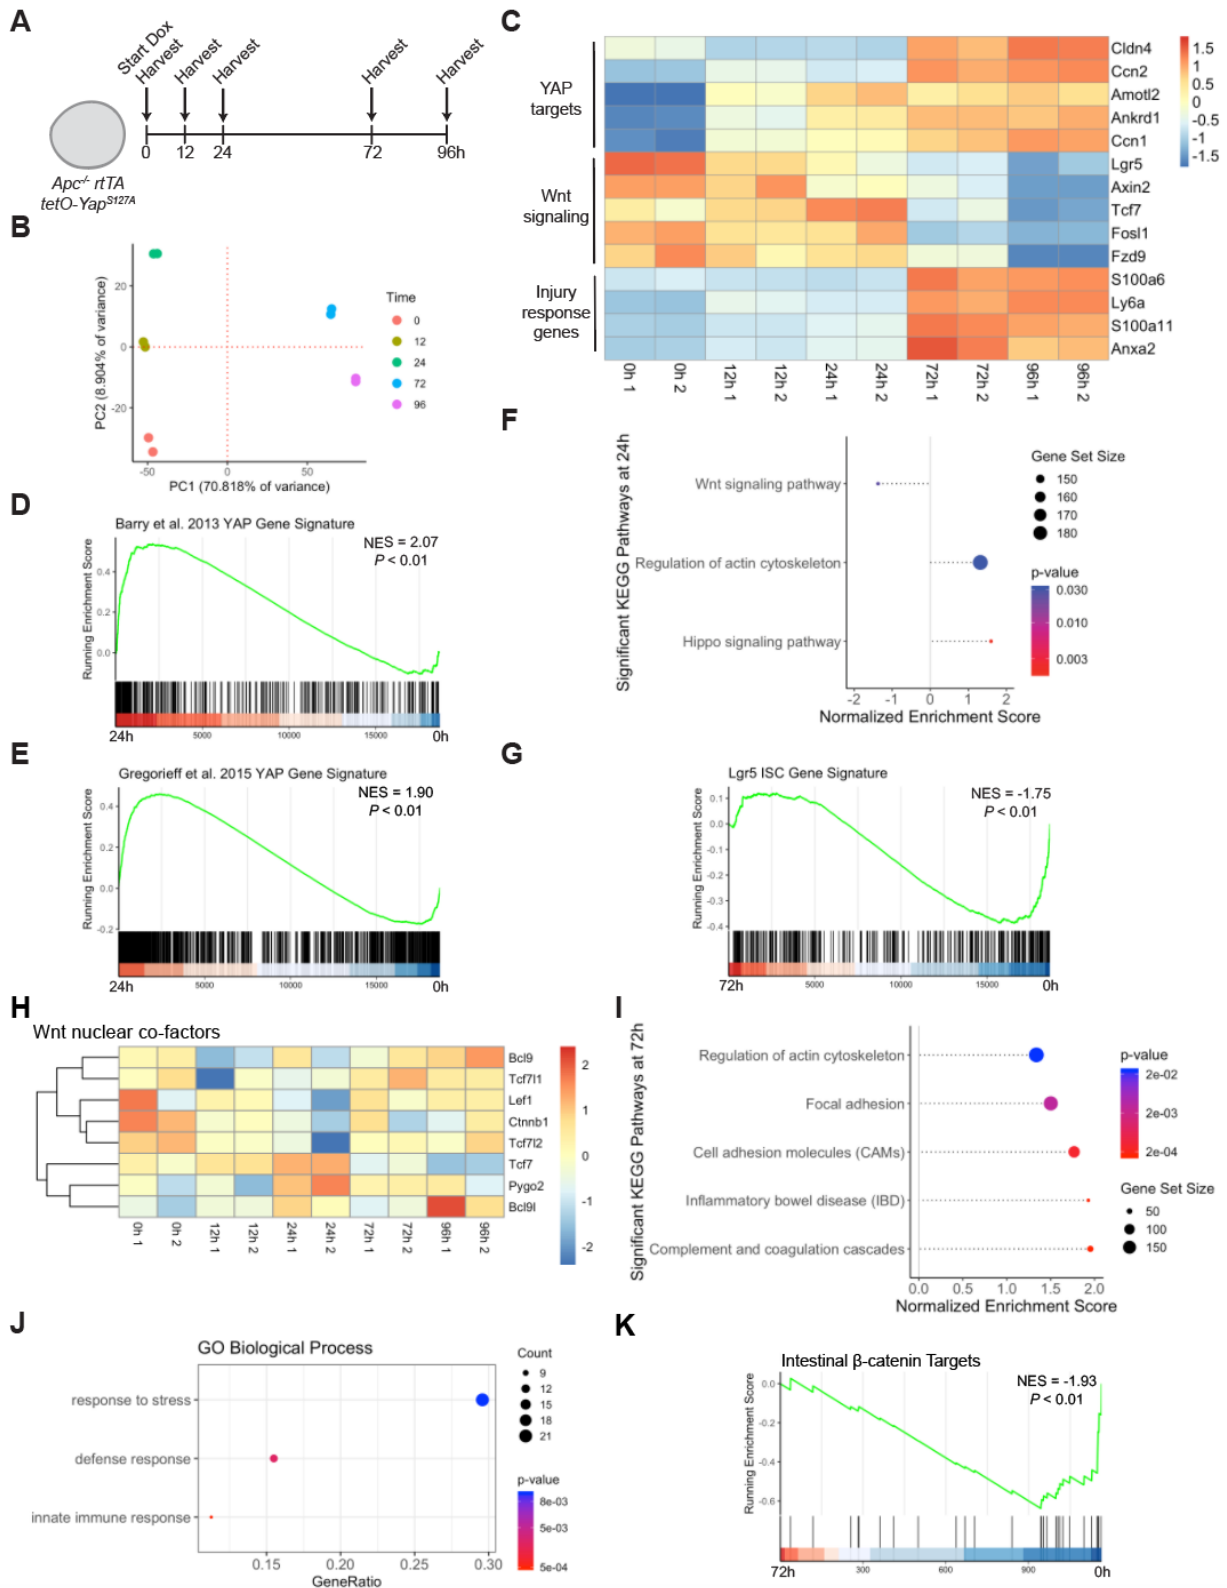 A
Start Dox
Harvest
Harvest
Harvest
Harvest
Harvest
0
12
24
72
96h
Apc-/- rtTA
tetO-YapS127A
B
PC2 (8.904% of variance)
20
0
-20
-50
0
50
PC1 (70.818% of variance)
Time
0
12
24
72
96
C
YAP
targets
Wnt
signaling
Injury
response
genes
Cldn4
Ccn2
Amotl2
Ankrd1
Ccn1
Lgr5
Axin2
Tcf7
Fosl1
Fzd9
S100a6
Ly6a
S100a11
Anxa2
0h 1
0h 2
12h 1
12h 2
24h 1
24h 2
72h 1
72h 2
96h 1
96h 2
1.5
1
0.5
0
-0.5
-1
-1.5
D
Barry et al. 2013 YAP Gene Signature
NES = 2.07
P < 0.01
Running Enrichment Score
0.4
0.2
0.0
24h
5000
10000
15000
0h
E
Gregorieff et al. 2015 YAP Gene Signature
NES = 1.90
P < 0.01
Running Enrichment Score
0.4
0.2
0.0
-0.2
24h
5000
10000
15000
0h
F
Significant KEGG Pathways at 24h
Wnt signaling pathway
Regulation of actin cytoskeleton
Hippo signaling pathway
-2
-1
0
1
2
Normalized Enrichment Score
Gene Set Size
150
160
170
180
p-value
0.030
0.010
0.003
G
Lgr5 ISC Gene Signature
NES = -1.75
P < 0.01
Running Enrichment Score
0.1
0.0
-0.1
-0.2
-0.3
-0.4
72h
5000
10000
15000
0h
H
Wnt nuclear co-factors
Bcl9
Tcf7l1
Lef1
Ctnnb1
Tcf7l2
Tcf7
Pygo2
Bcl9l
0h 1
0h 2
12h 1
12h 2
24h 1
24h 2
72h 1
72h 2
96h 1
96h 2
2
1
0
-1
-2
I
Significant KEGG Pathways at 72h
Regulation of actin cytoskeleton
Focal adhesion
Cell adhesion molecules (CAMs)
Inflammatory bowel disease (IBD)
Complement and coagulation cascades
0.0
0.5
1.0
1.5
2.0
Normalized Enrichment Score
p-value
2e-02
2e-03
2e-04
Gene Set Size
50
100
150
J
GO Biological Process
response to stress
defense response
innate immune response
0.15
0.20
0.25
0.30
GeneRatio
Count
9
12
15
18
21
p-value
8e-03
5e-03
5e-04
K
Intestinal β-catenin Targets
NES = -1.93
P < 0.01
Running Enrichment Score
0.0
-0.2
-0.4
-0.6
72h
300
600
900
0h